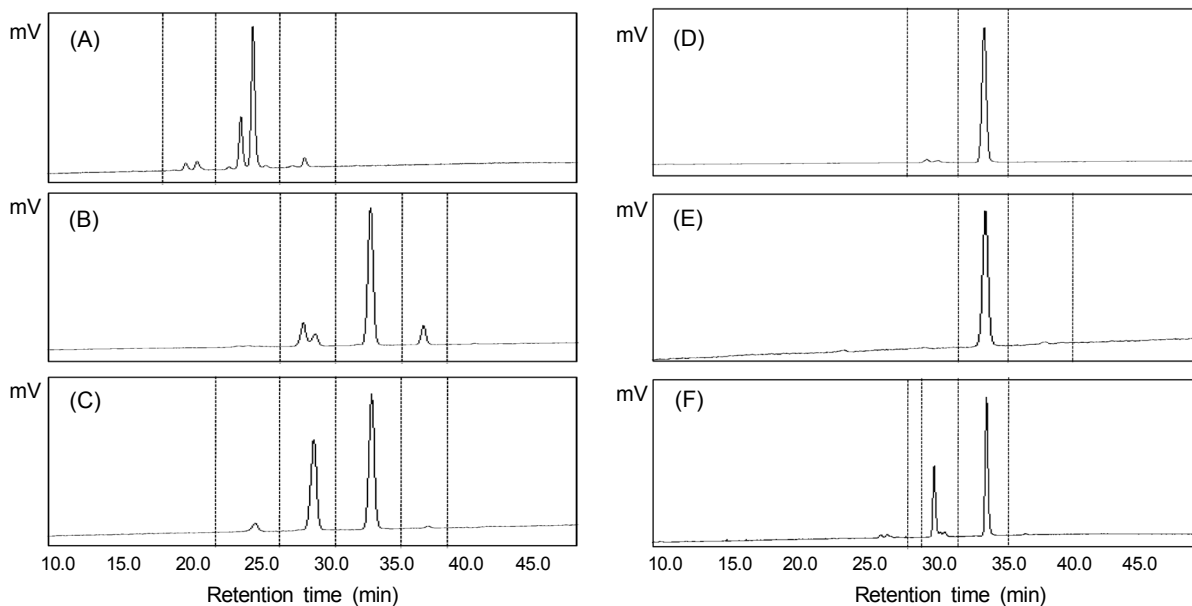 mV (A)
mV (B)
mV (C)
10.0 15.0 20.0 25.0 30.0 35.0 40.0 45.0
Retention time (min)
mV (D)
mV (E)
mV (F)
10.0 15.0 20.0 25.0 30.0 35.0 40.0 45.0
Retention time (min)